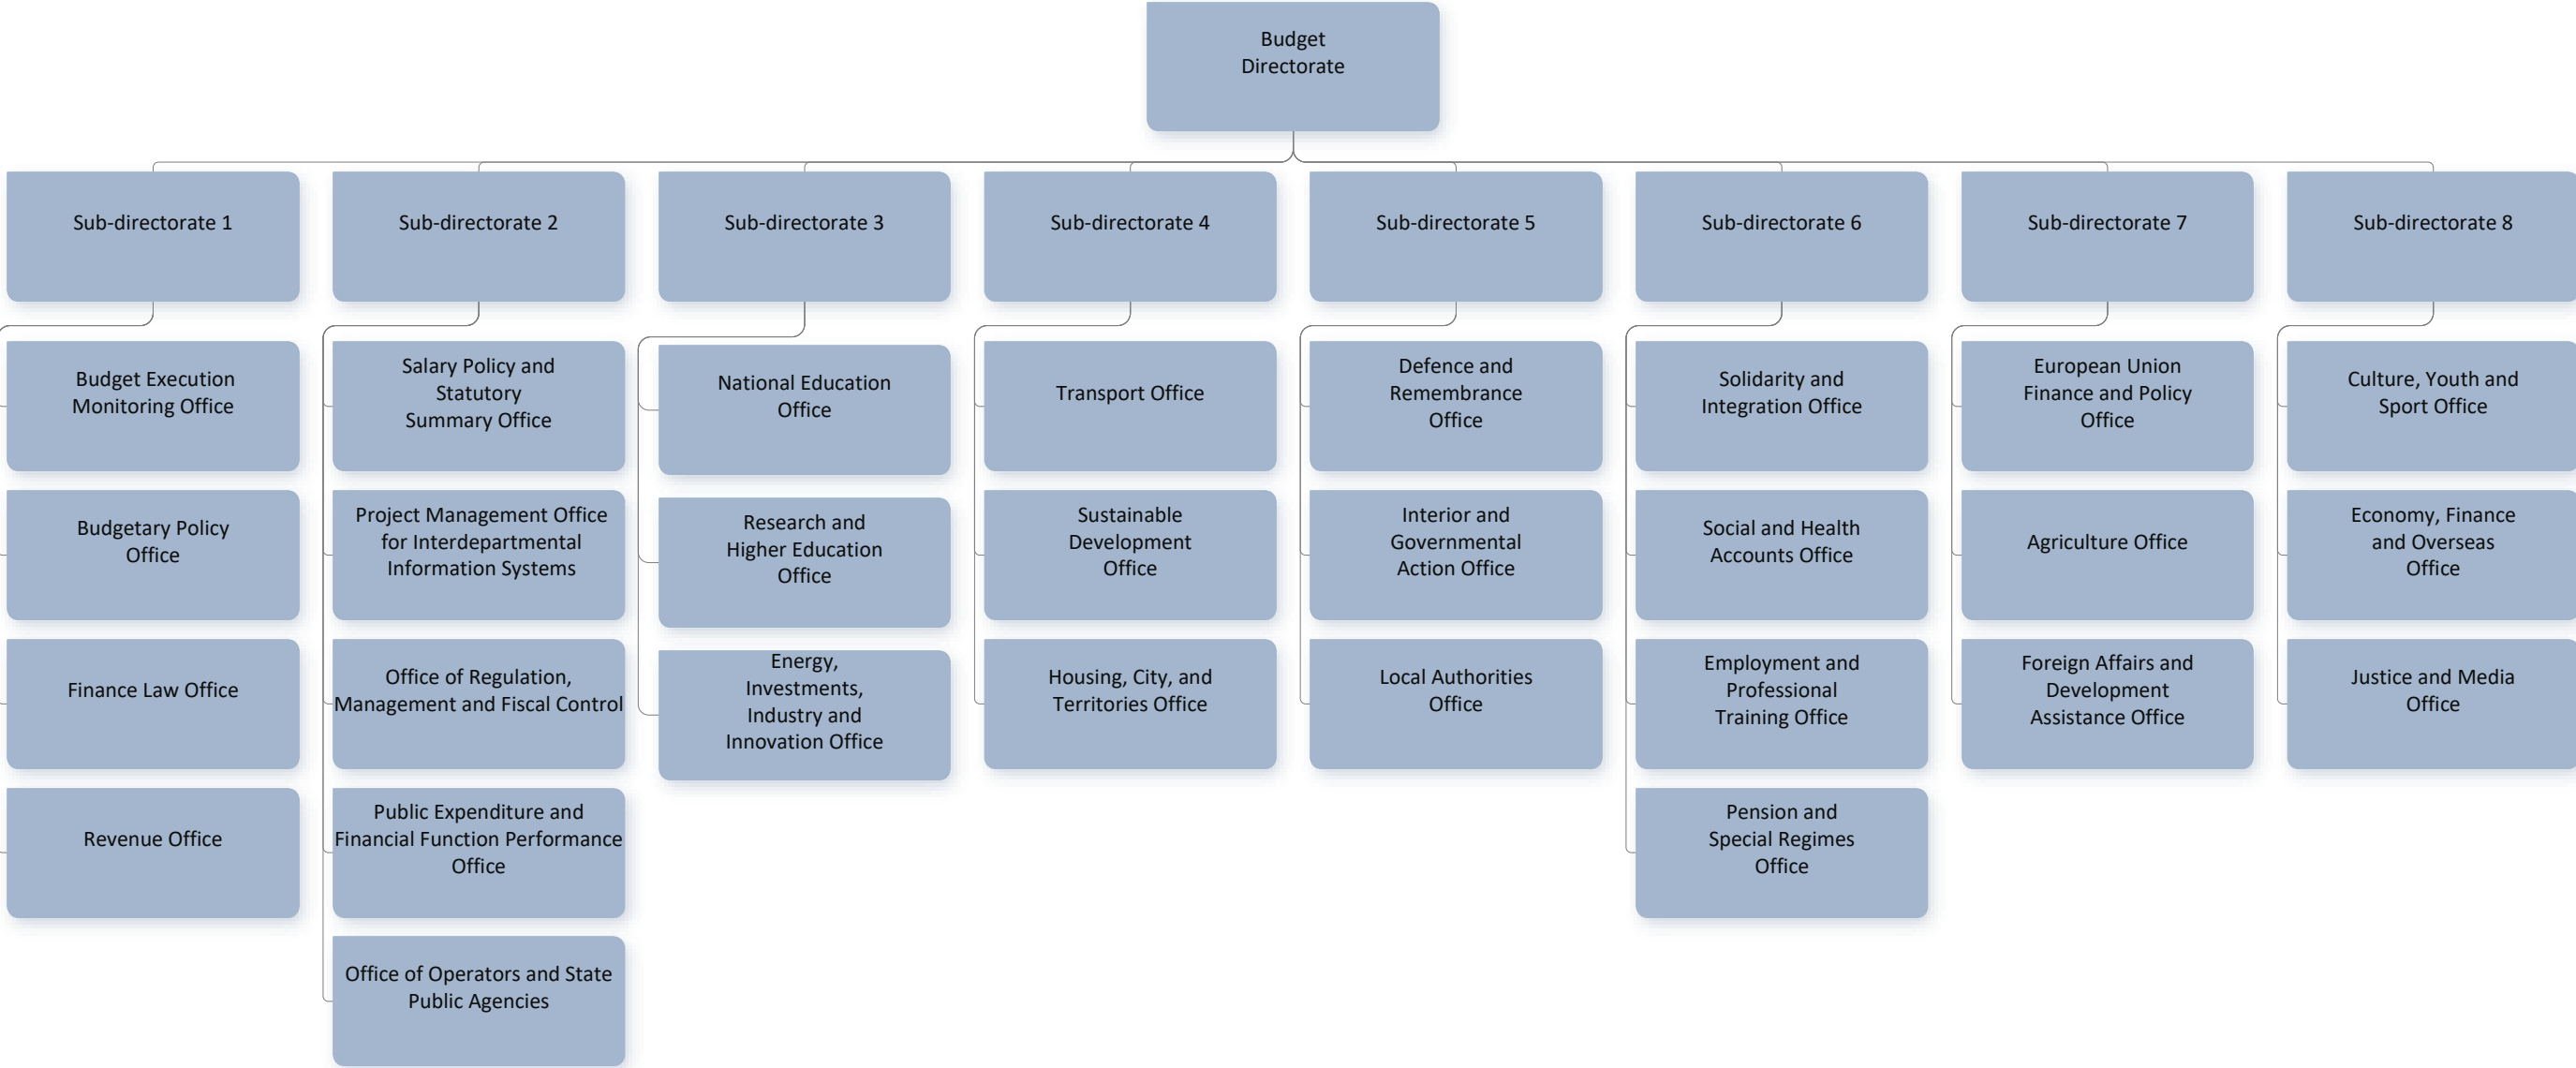 Budget
Directorate
Sub-directorate 1
Sub-directorate 2
Sub-directorate 3
Sub-directorate 4
Sub-directorate 5
Sub-directorate 6
Sub-directorate 7
Sub-directorate 8
Budget Execution
Monitoring Office
Budgetary Policy
Office
Finance Law Office
Revenue Office
Salary Policy and
Statutory
Summary Office
Project Management Office
for Interdepartmental
Information Systems
Office of Regulation,
Management and Fiscal Control
Public Expenditure and
Financial Function Performance
Office
Office of Operators and State
Public Agencies
National Education
Office
Research and
Higher Education
Office
Energy,
Investments,
Industry and
Innovation Office
Transport Office
Sustainable
Development
Office
Housing, City, and
Territories Office
Defence and
Remembrance
Office
Interior and
Governmental
Action Office
Local Authorities
Office
Solidarity and
Integration Office
Social and Health
Accounts Office
Employment and
Professional
Training Office
Pension and
Special Regimes
Office
European Union
Finance and Policy
Office
Agriculture Office
Foreign Affairs and
Development
Assistance Office
Culture, Youth and
Sport Office
Economy, Finance
and Overseas
Office
Justice and Media
Office